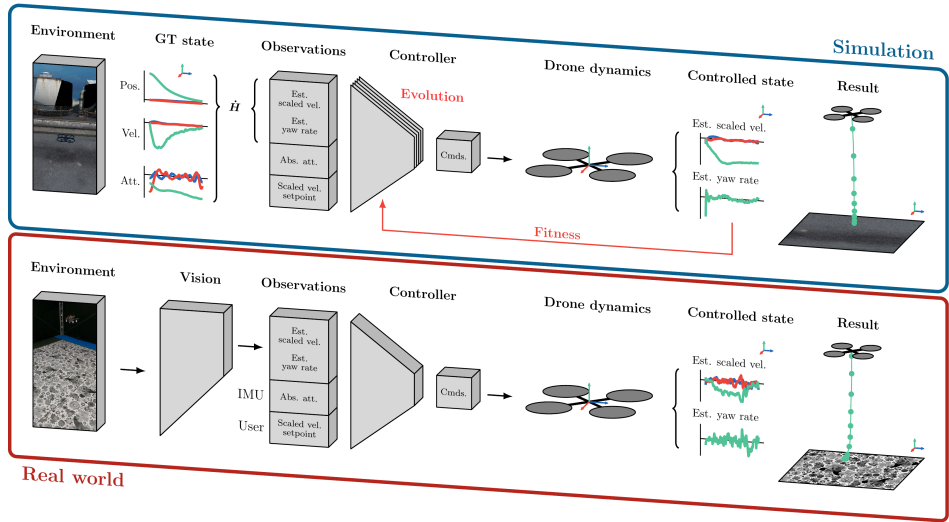 Simulation
Environment
GT state
Observations
Controller
Drone dynamics
Controlled state
Result
Pos.
Vel.
Att.
Ḣ
Est.
scaled vel.
Est.
yaw rate
Abs. att.
Scaled vel.
setpoint
Evolution
Cmds.
Est. scaled vel.
Est. yaw rate
Fitness
Environment
Vision
Observations
Controller
Drone dynamics
Controlled state
Result
Est.
scaled vel.
Est.
yaw rate
IMU
Abs. att.
User
Scaled vel.
setpoint
Cmds.
Est. scaled vel.
Est. yaw rate
Real world